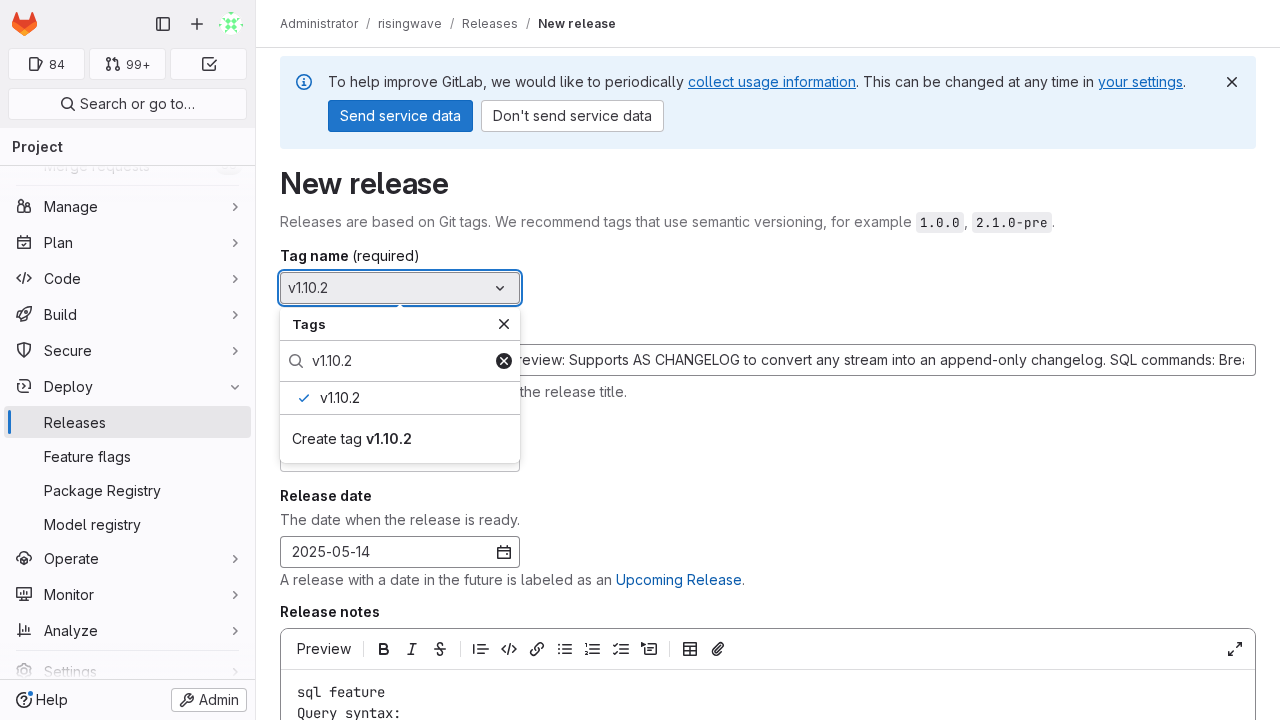 Administrator / risingwave / Releases / New release
84
99+
Search or go to…
Project
Merge requests
Manage
Plan
Code
Build
Secure
Deploy
Releases
Feature flags
Package Registry
Model registry
Operate
Monitor
Analyze
Settings
Help
Admin
To help improve GitLab, we would like to periodically collect usage information. This can be changed at any time in your settings.
Send service data
Don't send service data
New release
Releases are based on Git tags. We recommend tags that use semantic versioning, for example 1.0.0, 2.1.0-pre.
Tag name (required)
v1.10.2
Tags
v1.10.2
v1.10.2
Create tag v1.10.2
review: Supports AS CHANGELOG to convert any stream into an append-only changelog. SQL commands: Brea
the release title.
Release date
The date when the release is ready.
2025-05-14
A release with a date in the future is labeled as an Upcoming Release.
Release notes
Preview
sql feature
Query syntax: